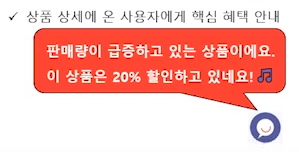 ✓ 상품 상세에 온 사용자에게 핵심 혜택 안내
판매량이 급증하고 있는 상품이에요.
이 상품은 20% 할인하고 있네요! 🎵